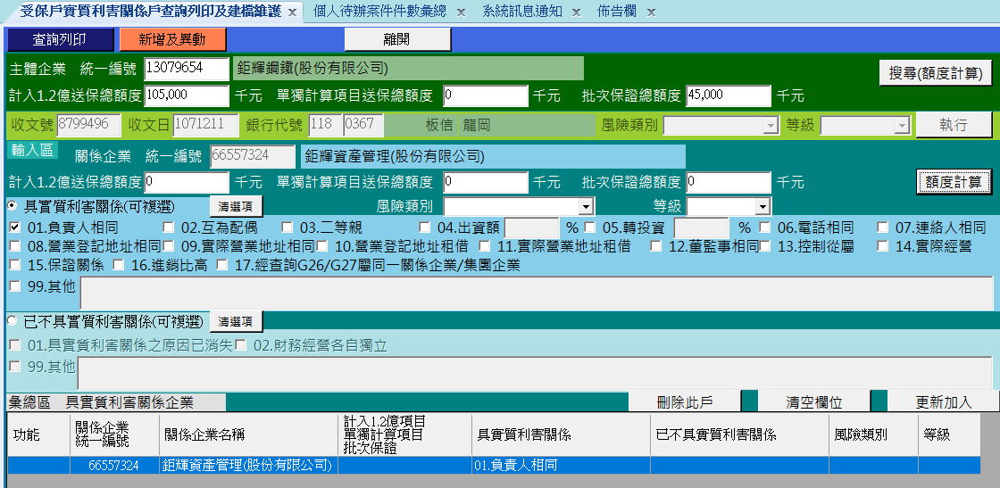 受保戶實質利害關係戶查詢列印及建檔維護 × 個人待辦案件件數彙總 × 系統訊息通知 × 佈告欄 ×
查詢列印 新增及異動 離開
主體企業 統一編號 13079654 鉅輝鋼鐵(股份有限公司) 搜尋(額度計算)
計入1.2億送保總額度 105,000 千元 單獨計算項目送保總額度 0 千元 批次保證總額度 45,000 千元
收文號 8799496 收文日 1071211 銀行代號 118 0367 板信 龍岡 風險類別 等級 執行
輸入區 關係企業 統一編號 66557324 鉅輝資產管理(股份有限公司)
計入1.2億送保總額度 0 千元 單獨計算項目送保總額度 0 千元 批次保證總額度 0 千元 額度計算
具實質利害關係(可複選) 清選項 風險類別 等級
01.負責人相同 02.互為配偶 03.二等親 04.出資額 % 05.轉投資 % 06.電話相同 07.連絡人相同
08.營業登記地址相同 09.實際營業地址相同 10.營業登記地址租借 11.實際營業地址租借 12.董監事相同 13.控制從屬 14.實際經營
15.保證關係 16.進銷比高 17.經查詢G26/G27屬同一關係企業/集團企業
99.其他
已不具實質利害關係(可複選) 清選項
01.具實質利害關係之原因已消失 02.財務經營各自獨立
99.其他
彙總區 具實質利害關係企業 刪除此戶 清空欄位 更新加入
功能 關係企業統一編號 關係企業名稱 計入1.2億項目單獨計算項目批次保證 具實質利害關係 已不具實質利害關係 風險類別 等級
66557324 鉅輝資產管理(股份有限公司) 01.負責人相同